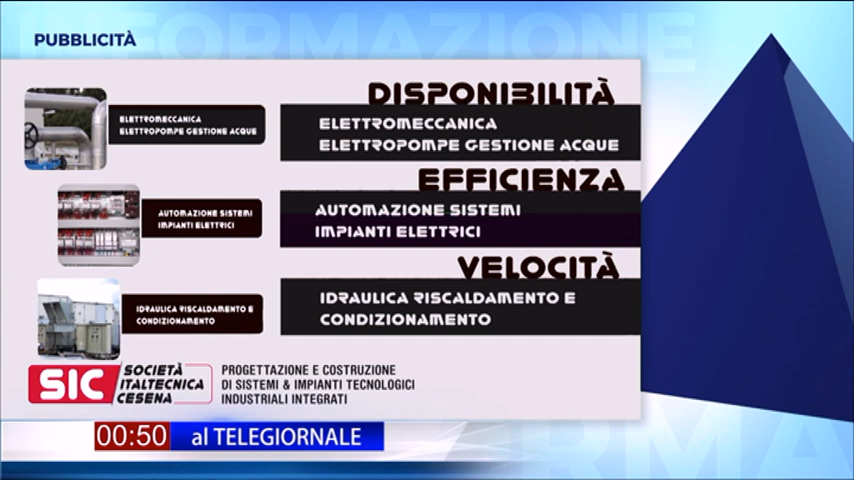 INFORMAZIONE
PUBBLICITÀ
DISPONIBILITÀ
ELETTROMECCANICA
ELETTROPOMPE GESTIONE ACQUE
ELETTROMECCANICA
ELETTROPOMPE GESTIONE ACQUE
EFFICIENZA
AUTOMAZIONE SISTEMI
IMPIANTI ELETTRICI
AUTOMAZIONE SISTEMI
IMPIANTI ELETTRICI
VELOCITÀ
IDRAULICA RISCALDAMENTO E
CONDIZIONAMENTO
IDRAULICA RISCALDAMENTO E
CONDIZIONAMENTO
SIC
SOCIETÀ
ITALTECNICA
CESENA
PROGETTAZIONE E COSTRUZIONE
DI SISTEMI & IMPIANTI TECNOLOGICI
INDUSTRIALI INTEGRATI
00:50 al TELEGIORNALE